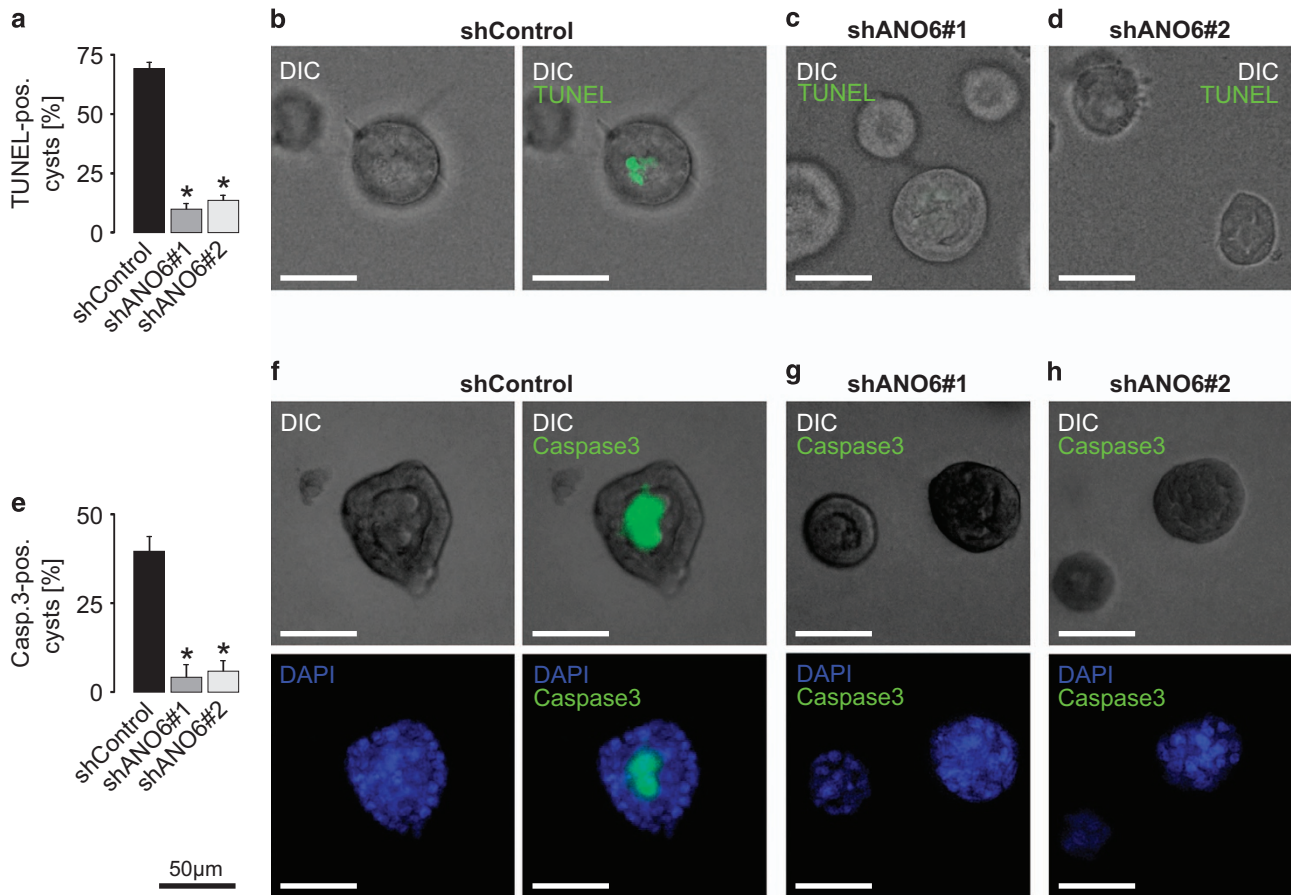 a
TUNEL-pos.
cysts [%]
75
50
25
0
*
*
shControl
shANO6#1
shANO6#2
b
shControl
DIC
DIC
TUNEL
c
shANO6#1
DIC
TUNEL
d
shANO6#2
DIC
TUNEL
e
Casp.3-pos.
cysts [%]
50
25
0
*
*
shControl
shANO6#1
shANO6#2
50µm
f
shControl
DIC
DIC
Caspase3
DAPI
DAPI
Caspase3
g
shANO6#1
DIC
Caspase3
DAPI
Caspase3
h
shANO6#2
DIC
Caspase3
DAPI
Caspase3